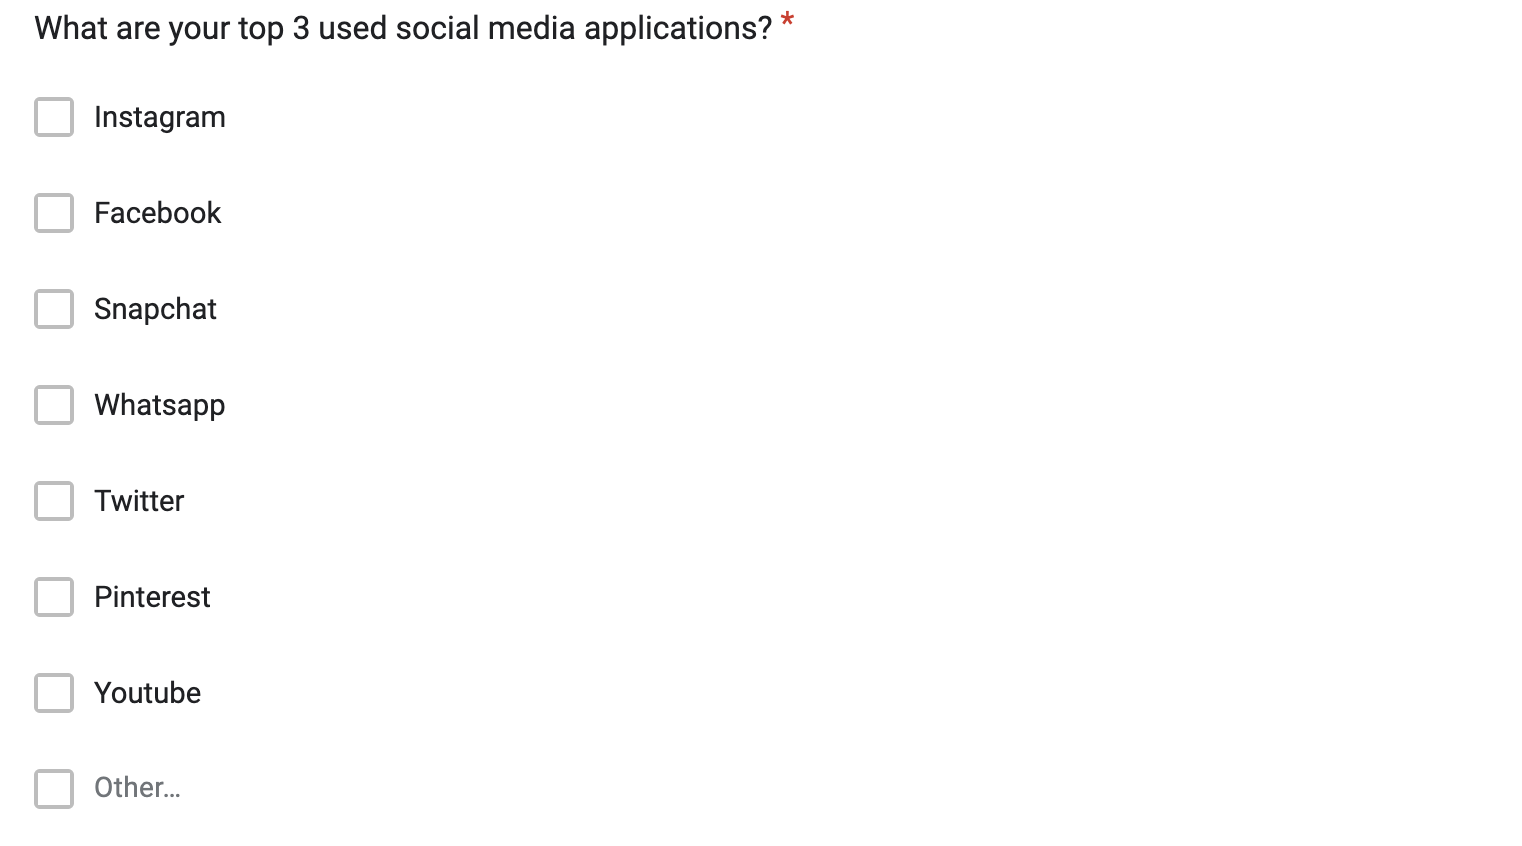 What are your top 3 used social media applications? *
Instagram
Facebook
Snapchat
Whatsapp
Twitter
Pinterest
Youtube
Other...